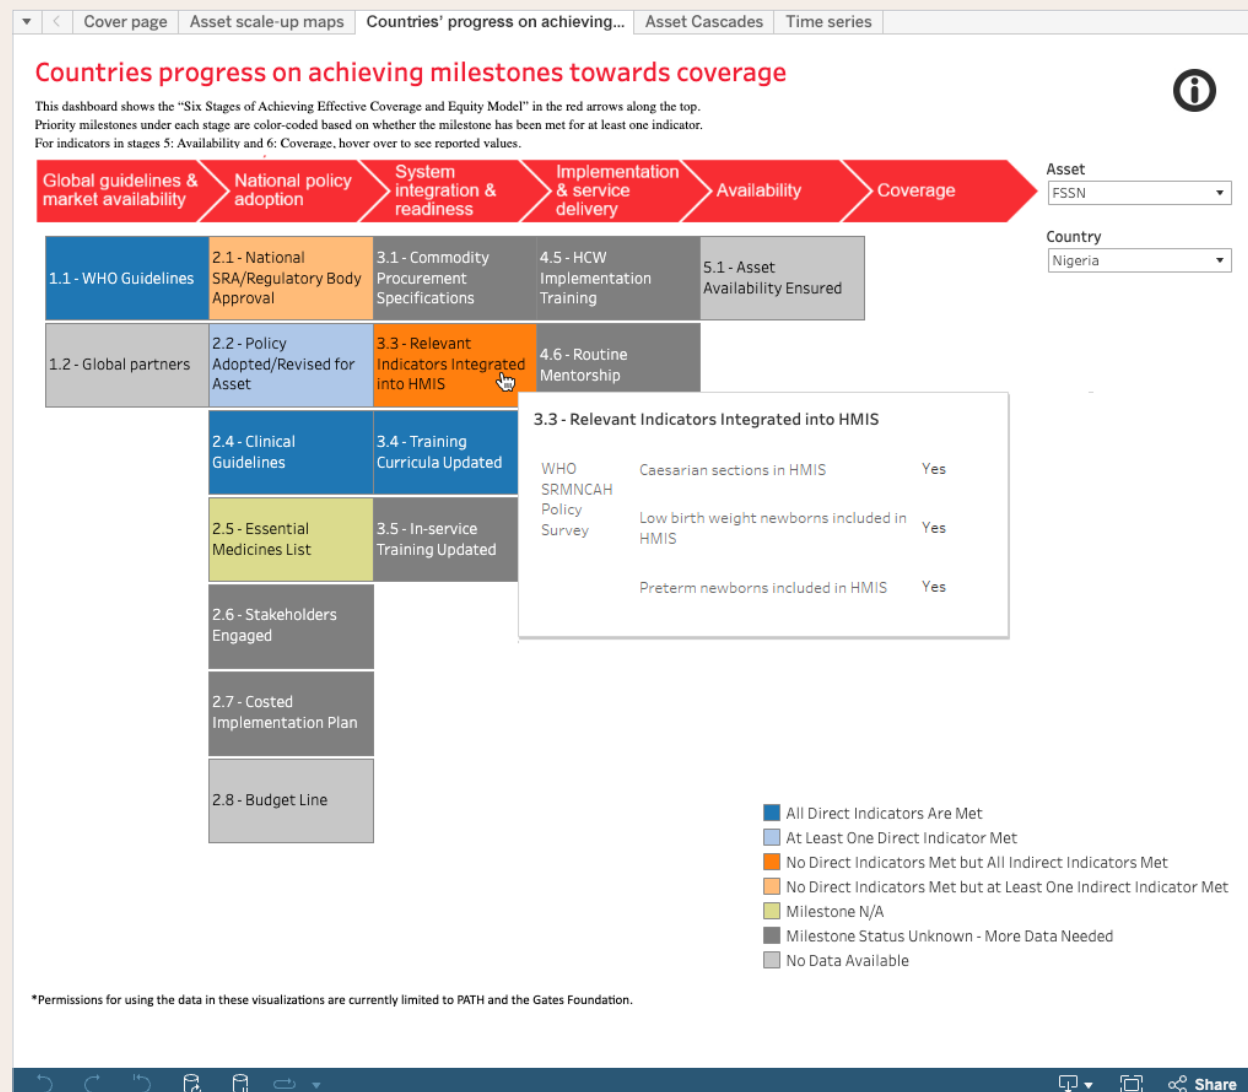 Cover page
Asset scale-up maps
Countries' progress on achieving...
Asset Cascades
Time series
Countries progress on achieving milestones towards coverage
This dashboard shows the “Six Stages of Achieving Effective Coverage and Equity Model” in the red arrows along the top.
Priority milestones under each stage are color-coded based on whether the milestone has been met for at least one indicator.
For indicators in stages 5: Availability and 6: Coverage, hover over to see reported values.
Global guidelines &
market availability
National policy
adoption
System
integration &
readiness
Implementation
& service
delivery
Availability
Coverage
Asset
FSSN
Country
Nigeria
1.1 - WHO Guidelines
2.1 - National
SRA/Regulatory Body
Approval
3.1 - Commodity
Procurement
Specifications
4.5 - HCW
Implementation
Training
5.1 - Asset
Availability Ensured
1.2 - Global partners
2.2 - Policy
Adopted/Revised for
Asset
3.3 - Relevant
Indicators Integrated
into HMIS
4.6 - Routine
Mentorship
2.4 - Clinical
Guidelines
3.4 - Training
Curricula Updated
2.5 - Essential
Medicines List
3.5 - In-service
Training Updated
2.6 - Stakeholders
Engaged
2.7 - Costed
Implementation Plan
2.8 - Budget Line
3.3 - Relevant Indicators Integrated into HMIS
WHO
SRMNCAH
Policy
Survey
Caesarian sections in HMIS
Yes
Low birth weight newborns included in
HMIS
Yes
Preterm newborns included in HMIS
Yes
All Direct Indicators Are Met
At Least One Direct Indicator Met
No Direct Indicators Met but All Indirect Indicators Met
No Direct Indicators Met but at Least One Indirect Indicator Met
Milestone N/A
Milestone Status Unknown - More Data Needed
No Data Available
*Permissions for using the data in these visualizations are currently limited to PATH and the Gates Foundation.
Share